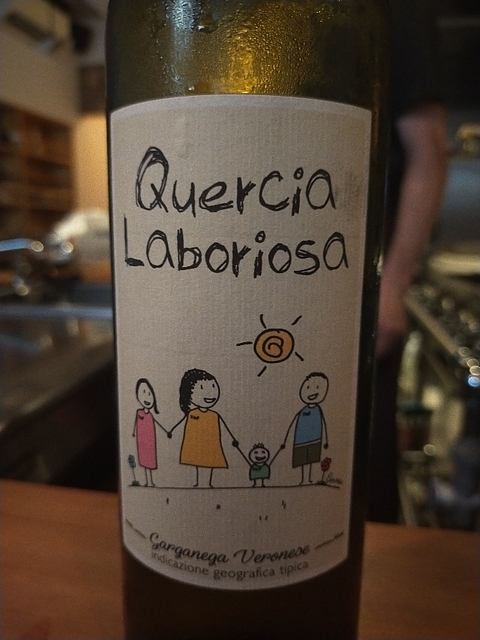 Quercia
Laboriosa
Garganega Veronese
indicazione geografica tipica